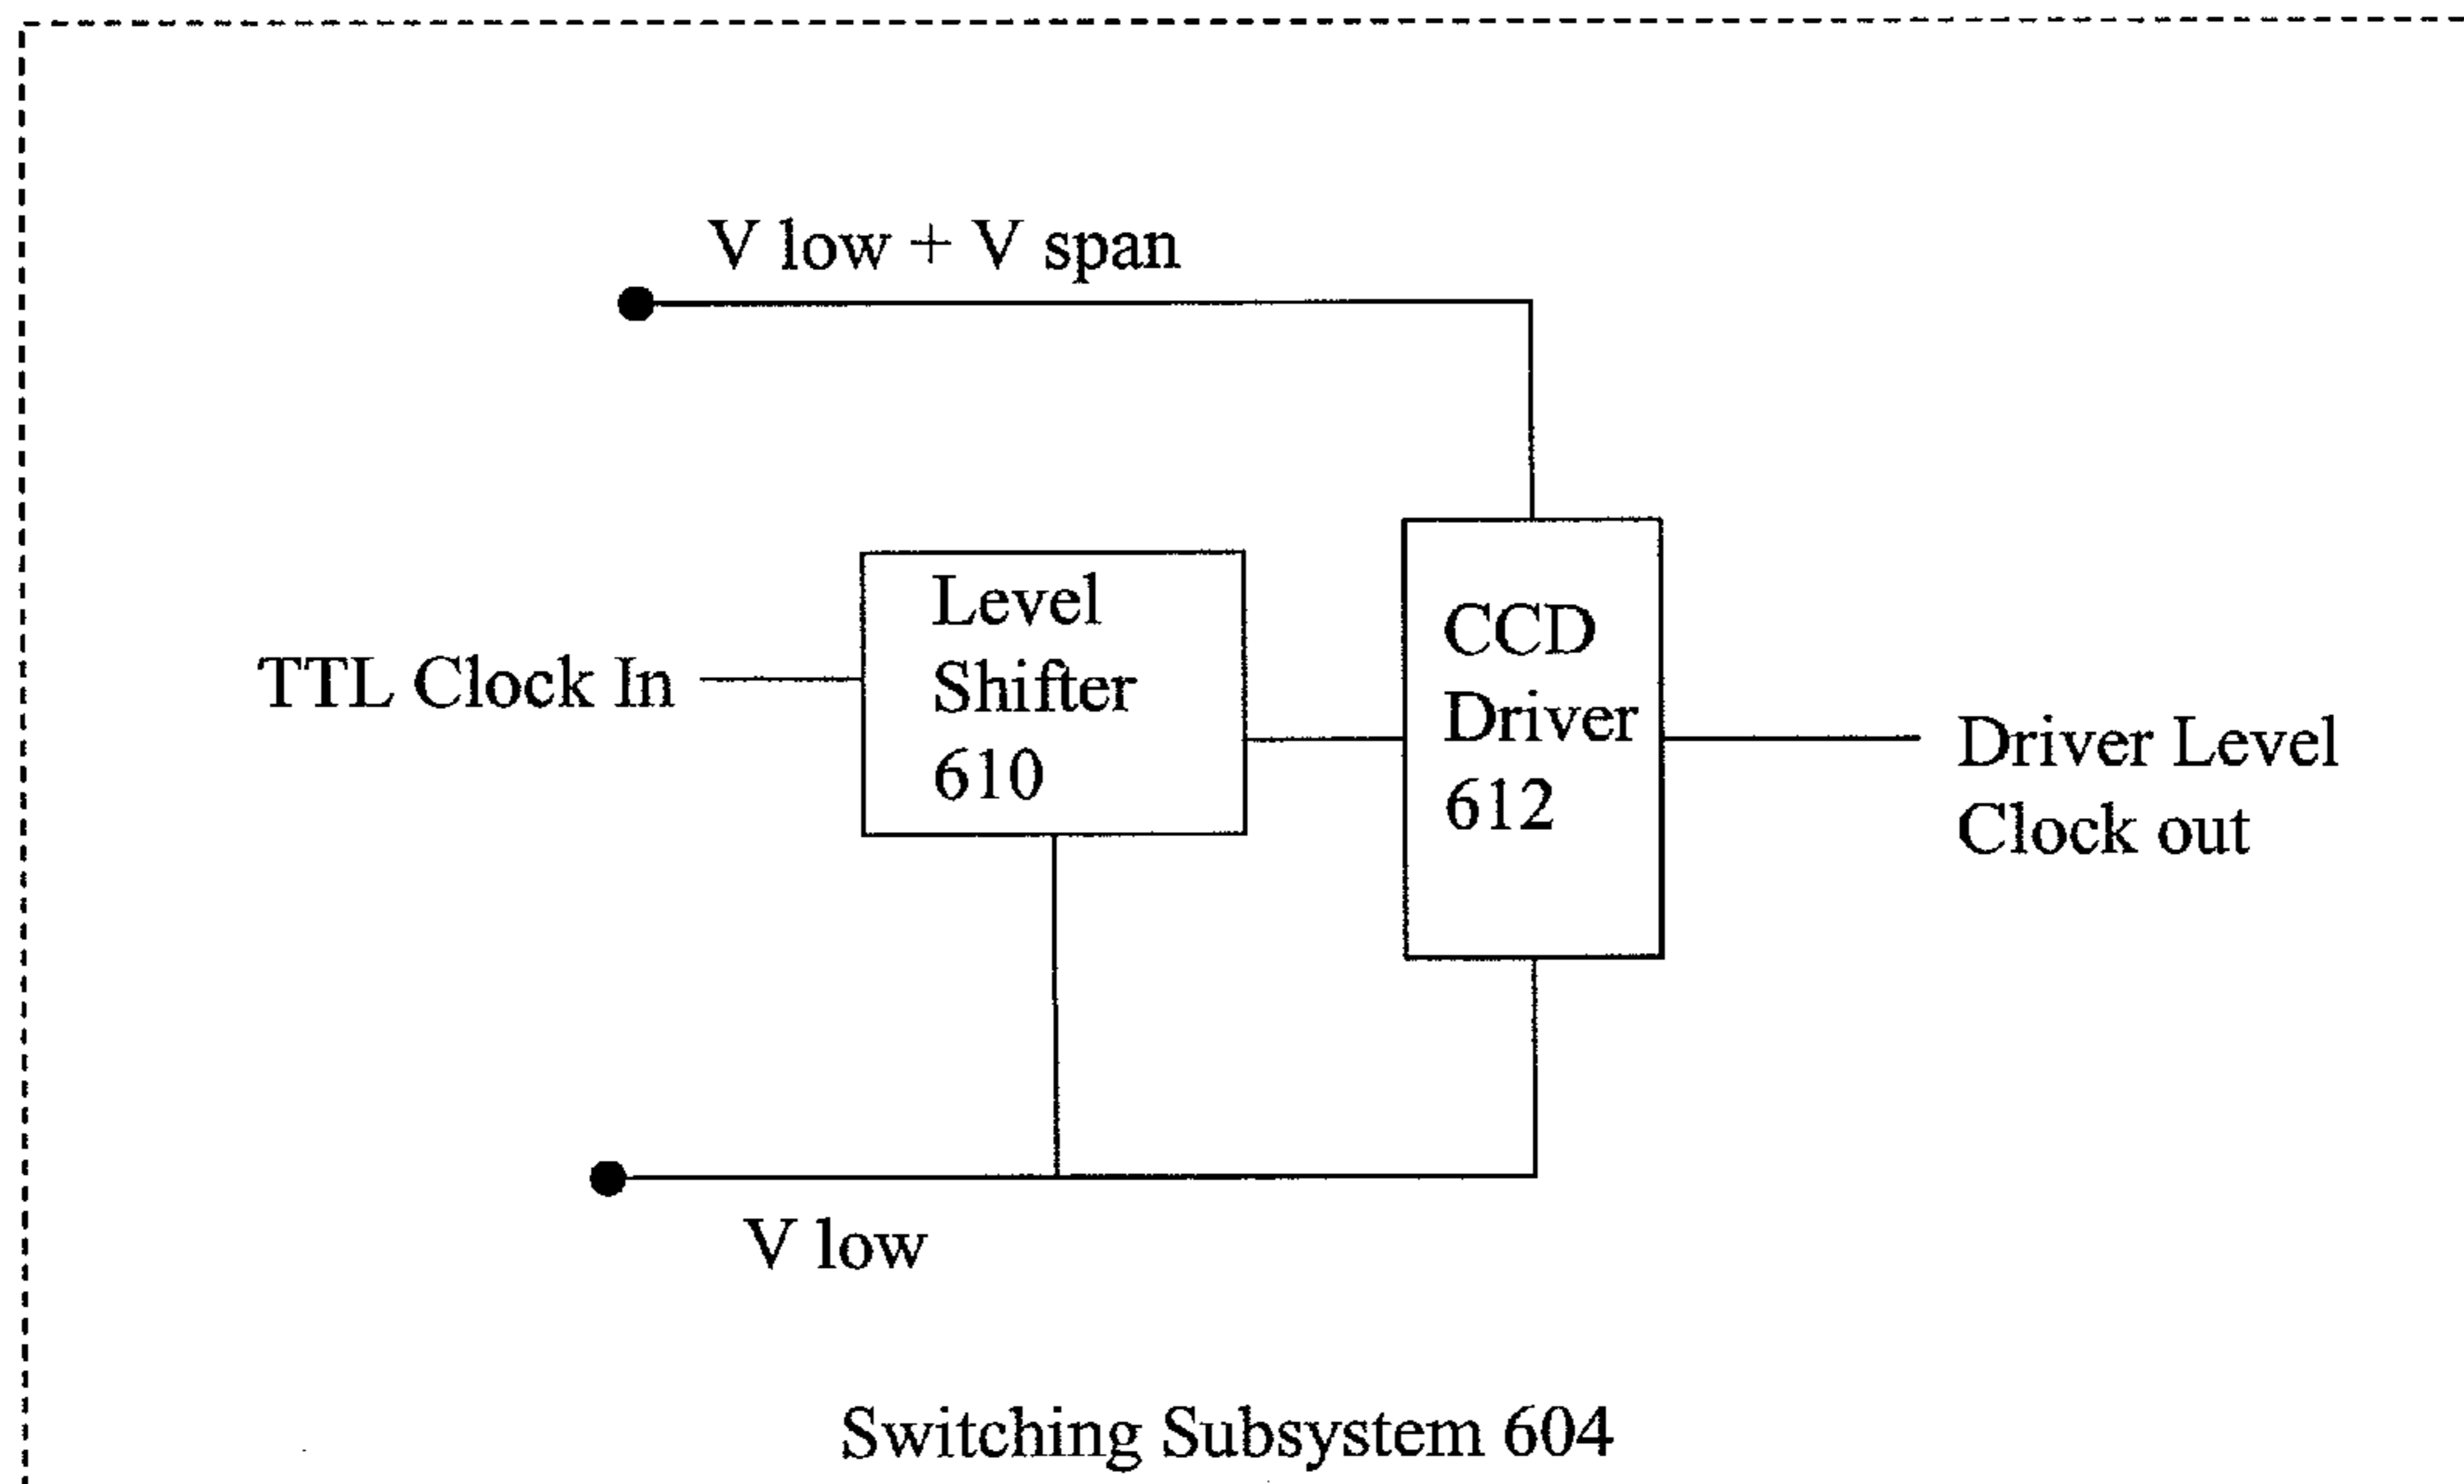 V low + V span
TTL Clock In
Level
Shifter
610
CCD
Driver
612
Driver Level
Clock out
V low
Switching Subsystem 604